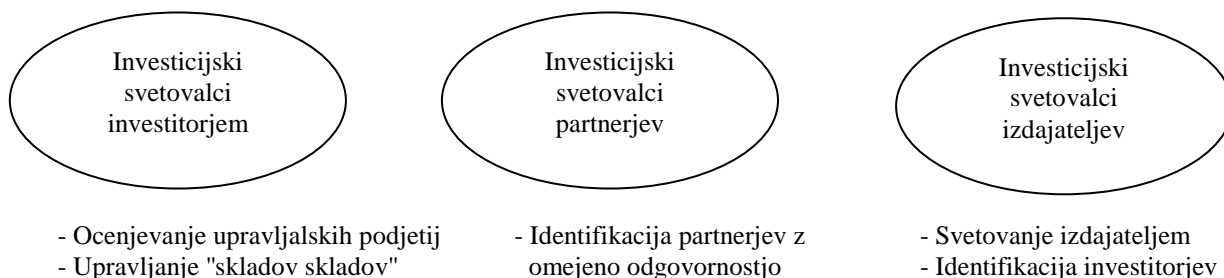 Investicijski
svetovalci
investitorjem
Investicijski
svetovalci
partnerjev
Investicijski
svetovalci
izdajateljev
- Ocenjevanje upravljalskih podjetij
- Upravljanje "skladov skladov"
- Identifikacija partnerjev z
omejeno odgovornostjo
- Svetovanje izdajateljem
- Identifikacija investitorjev